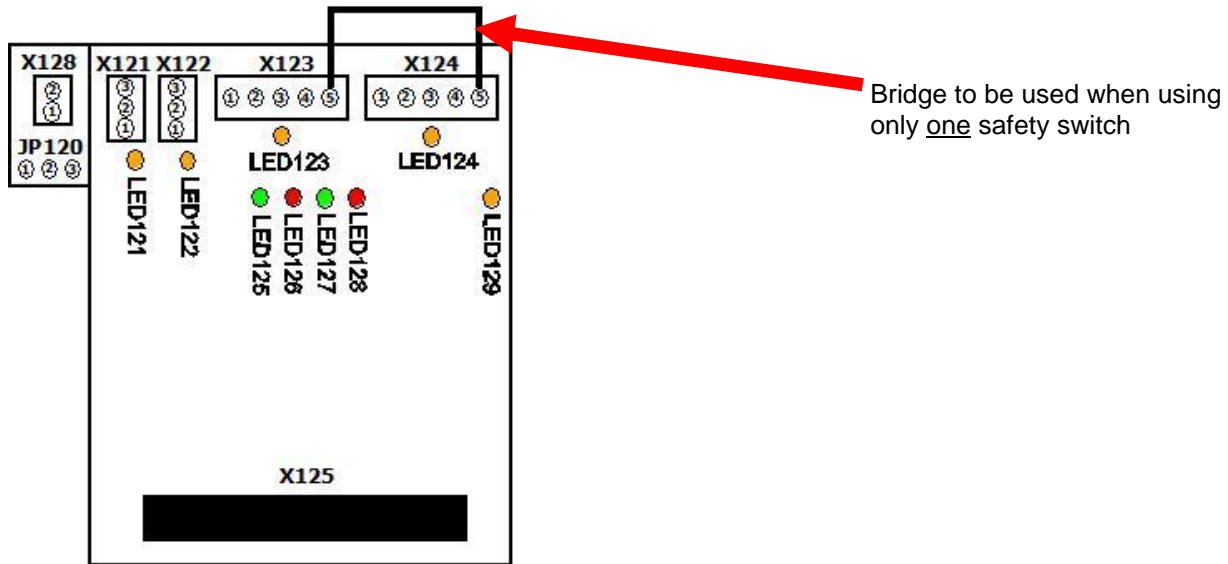 X128
②
①
JP120
① ② ③
X121 X122
③ ③
② ②
① ①
X123
① ② ③ ④ ⑤
X124
① ② ③ ④ ⑤
LED123
LED124
LED121
LED122
LED125
LED126
LED127
LED128
LED129
X125
Bridge to be used when using
only one safety switch